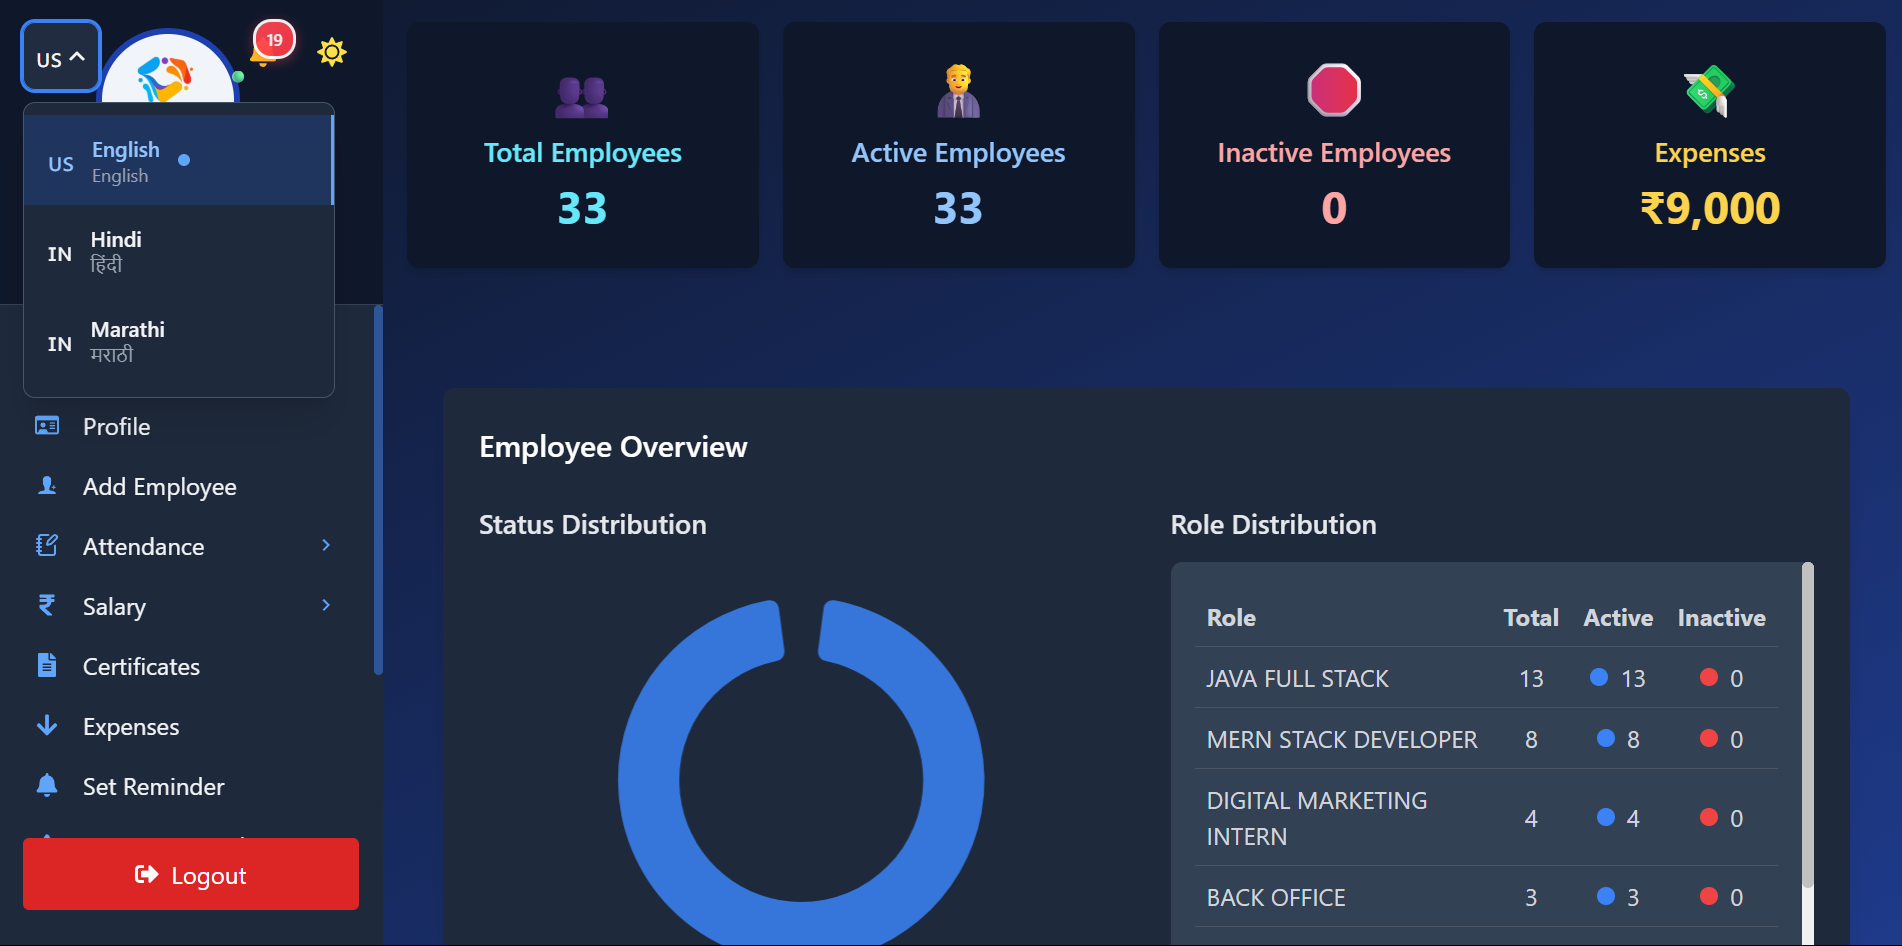 US
19
US
English
English
IN
Hindi
हिंदी
IN
Marathi
मराठी
Profile
Add Employee
Attendance
Salary
Certificates
Expenses
Set Reminder
Logout
Total Employees
33
Active Employees
33
Inactive Employees
0
Expenses
₹9,000
Employee Overview
Status Distribution
Role Distribution
Role Total Active Inactive
JAVA FULL STACK 13 13 0
MERN STACK DEVELOPER 8 8 0
DIGITAL MARKETING
INTERN 4 4 0
BACK OFFICE 3 3 0